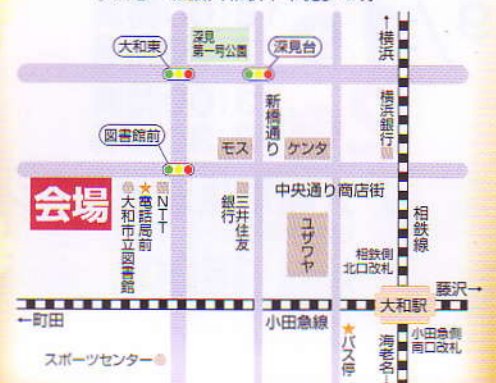 深見
第一号公園
大和東
深見台
←横浜
横浜銀行
新橋通り
図書館前
モス
ケンタ
中央通り商店街
会場
NTT
★電話局前
大和市立図書館
三井住友
銀行
ユザワヤ
相鉄線
相鉄側
北口改札
藤沢→
大和駅
←町田
小田急線
★バス停
海老名
小田急側
南口改札
スポーツセンター